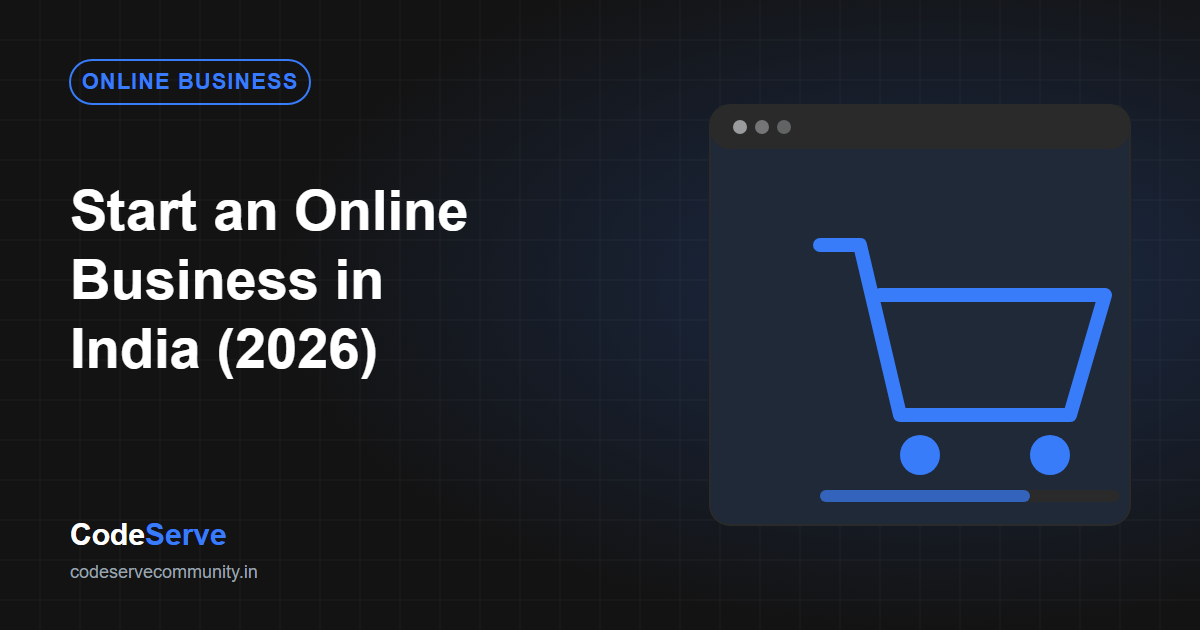 ONLINE BUSINESS
Start an Online
Business in
India (2026)
CodeServe
codeservecommunity.in